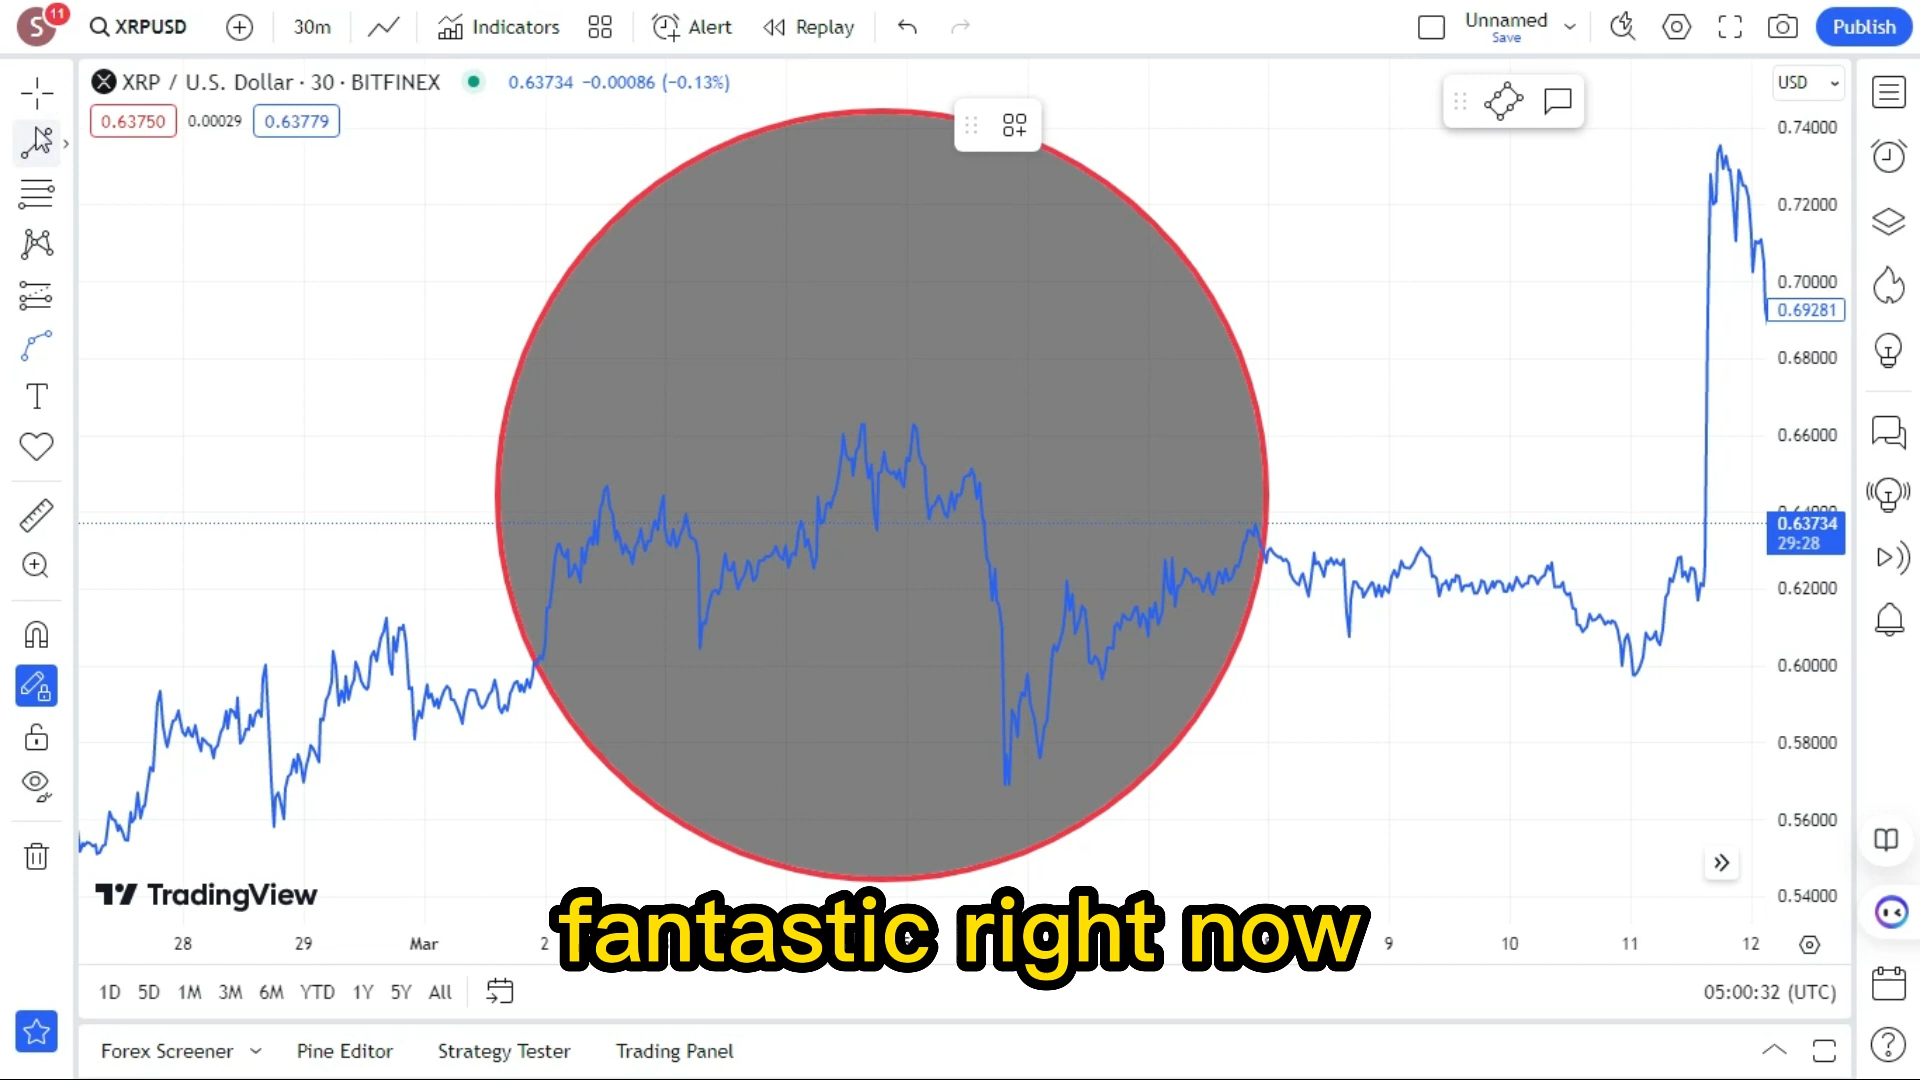 S 11 XRPUSD 30m Indicators Alert Replay Unnamed Save Publish
XRP / U.S. Dollar · 30 · BITFINEX 0.63734 −0.00086 (−0.13%) USD
0.63750 0.00029 0.63779
0.74000
0.72000
0.70000
0.69281
0.68000
0.66000
0.63734
29:28
0.62000
0.60000
0.58000
0.56000
0.54000
TradingView
fantastic right now
28 29 Mar 2 9 10 11 12
1D 5D 1M 3M 6M YTD 1Y 5Y All 05:00:32 (UTC)
Forex Screener Pine Editor Strategy Tester Trading Panel